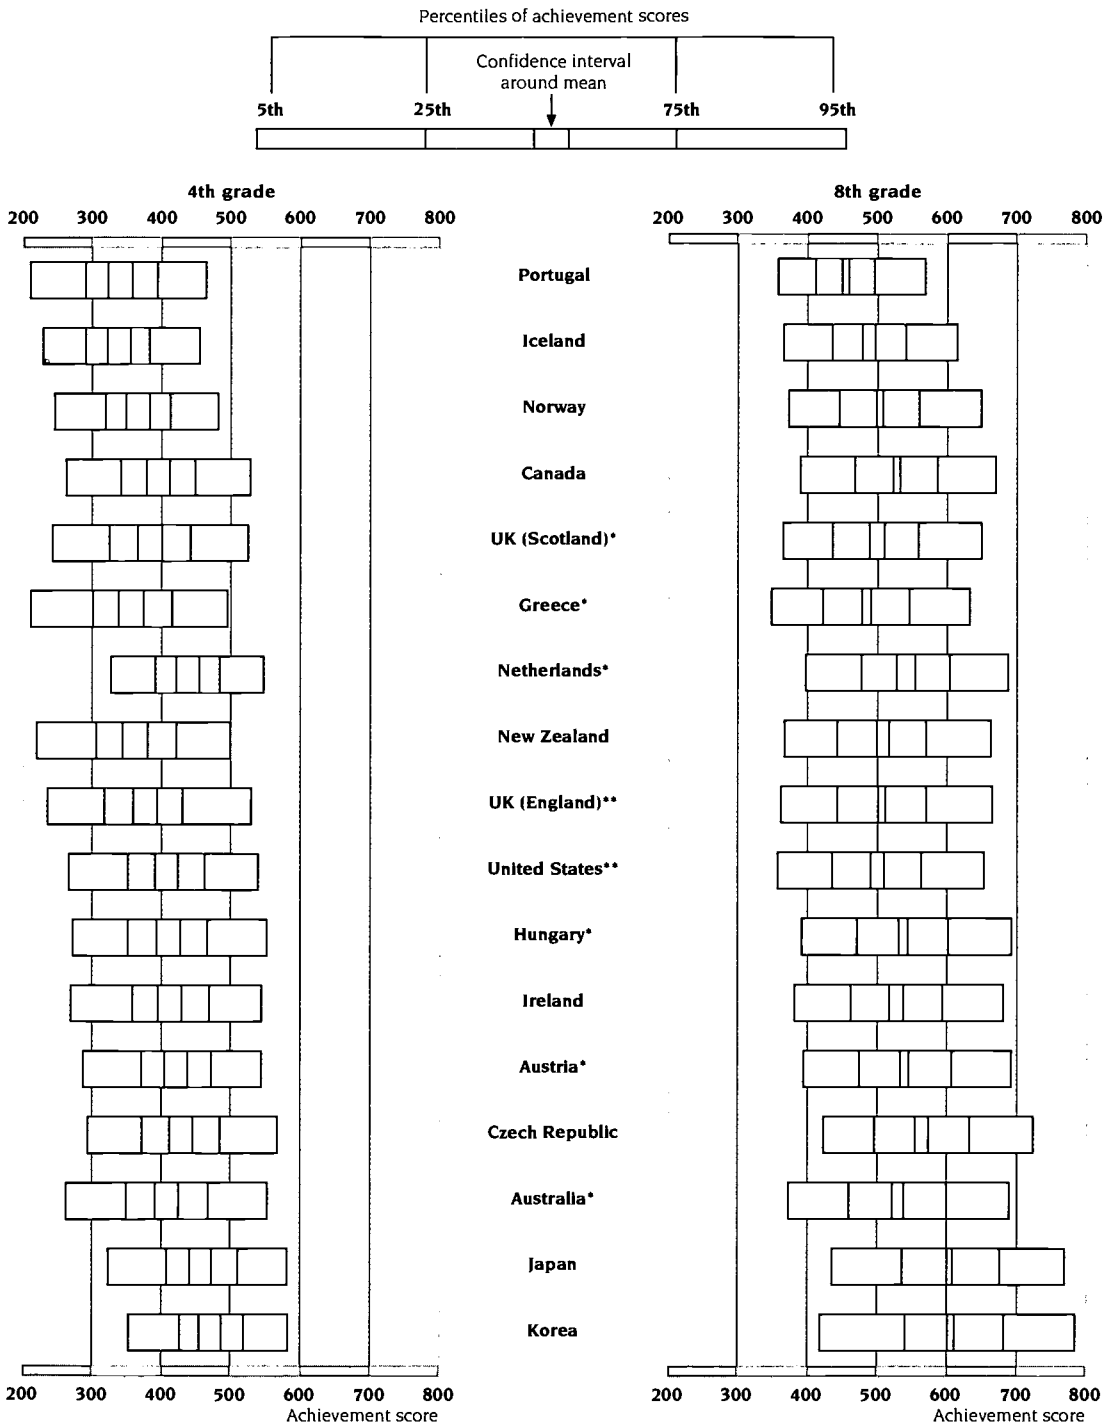 Percentiles of achievement scores
Confidence interval
around mean
5th 25th 75th 95th
4th grade 8th grade
200 300 400 500 600 700 800 200 300 400 500 600 700 800
Portugal
Iceland
Norway
Canada
UK (Scotland)*
Greece*
Netherlands*
New Zealand
UK (England)**
United States**
Hungary*
Ireland
Austria*
Czech Republic
Australia*
Japan
Korea
200 300 400 500 600 700 800 200 300 400 500 600 700 800
Achievement score Achievement score